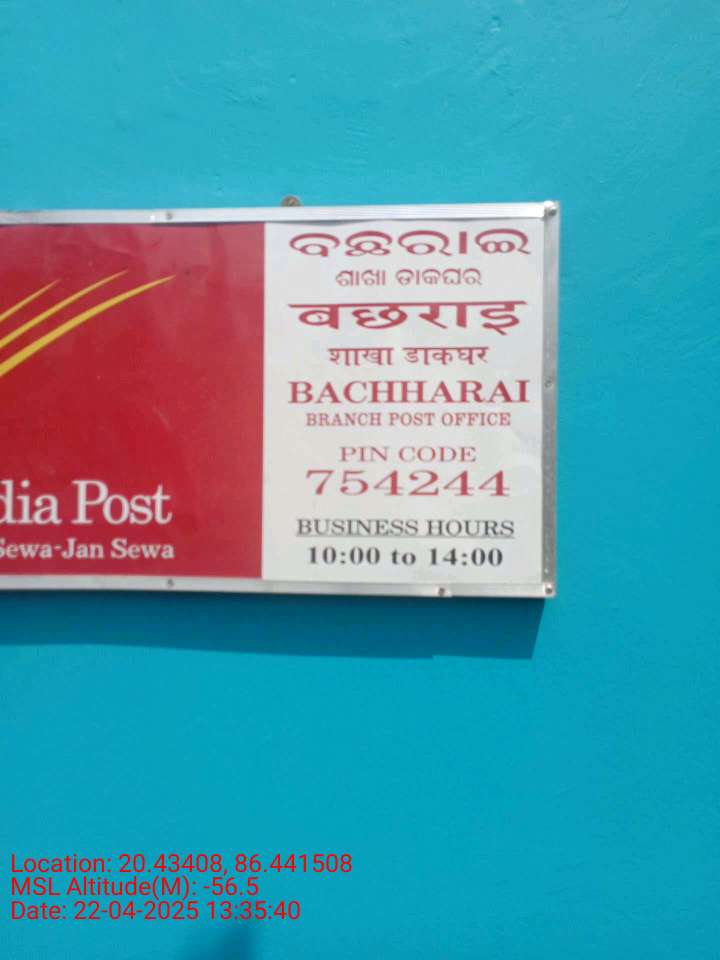 ବଛରାଇ
ଶାଖା ଡାକଘର
बछराइ
शाखा डाकघर
BACHHARAI
BRANCH POST OFFICE
PIN CODE
754244
BUSINESS HOURS
10:00 to 14:00
dia Post
Sewa-Jan Sewa
Location: 20.43408, 86.441508
MSL Altitude(M): -56.5
Date: 22-04-2025 13:35:40